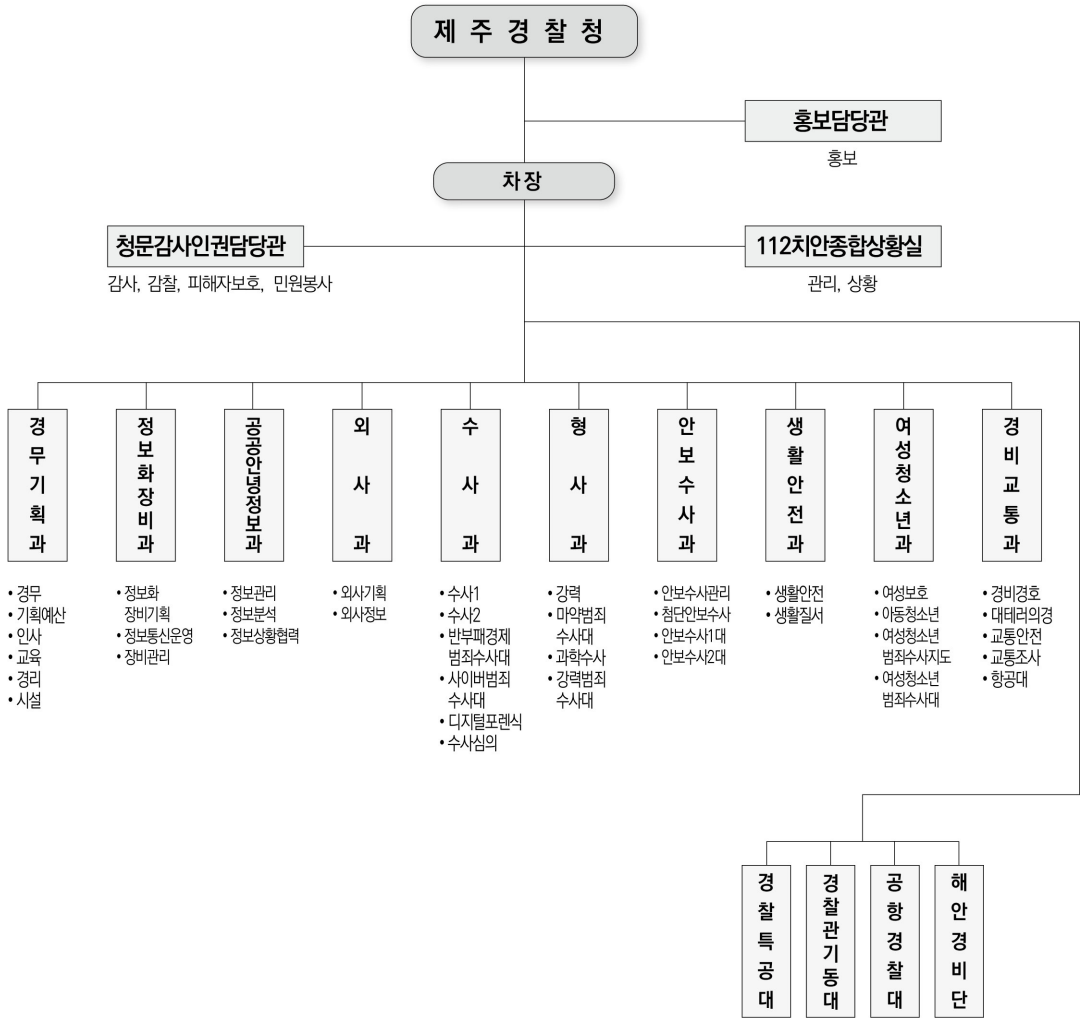 제 주 경 찰 청
홍보담당관
홍보
차장
청문감사인권담당관
감사, 감찰, 피해자보호, 민원봉사
112치안종합상황실
관리, 상황
경무기획과
• 경무
• 기획예산
• 인사
• 교육
• 경리
• 시설
정보화장비과
• 정보화
장비기획
• 정보통신운영
• 장비관리
공공안녕정보과
• 정보관리
• 정보분석
• 정보상황협력
외사과
• 외사기획
• 외사정보
수사과
• 수사1
• 수사2
• 반부패경제
범죄수사대
• 사이버범죄
수사대
• 디지털포렌식
• 수사심의
형사과
• 강력
• 마약범죄
수사대
• 과학수사
• 강력범죄
수사대
안보수사과
• 안보수사관리
• 첨단안보수사
• 안보수사1대
• 안보수사2대
생활안전과
• 생활안전
• 생활질서
여성청소년과
• 여성보호
• 아동청소년
• 여성청소년
범죄수사지도
• 여성청소년
범죄수사대
경비교통과
• 경비경호
• 대테러의경
• 교통안전
• 교통조사
• 항공대
경찰특공대
경찰관기동대
공항경찰대
해안경비단